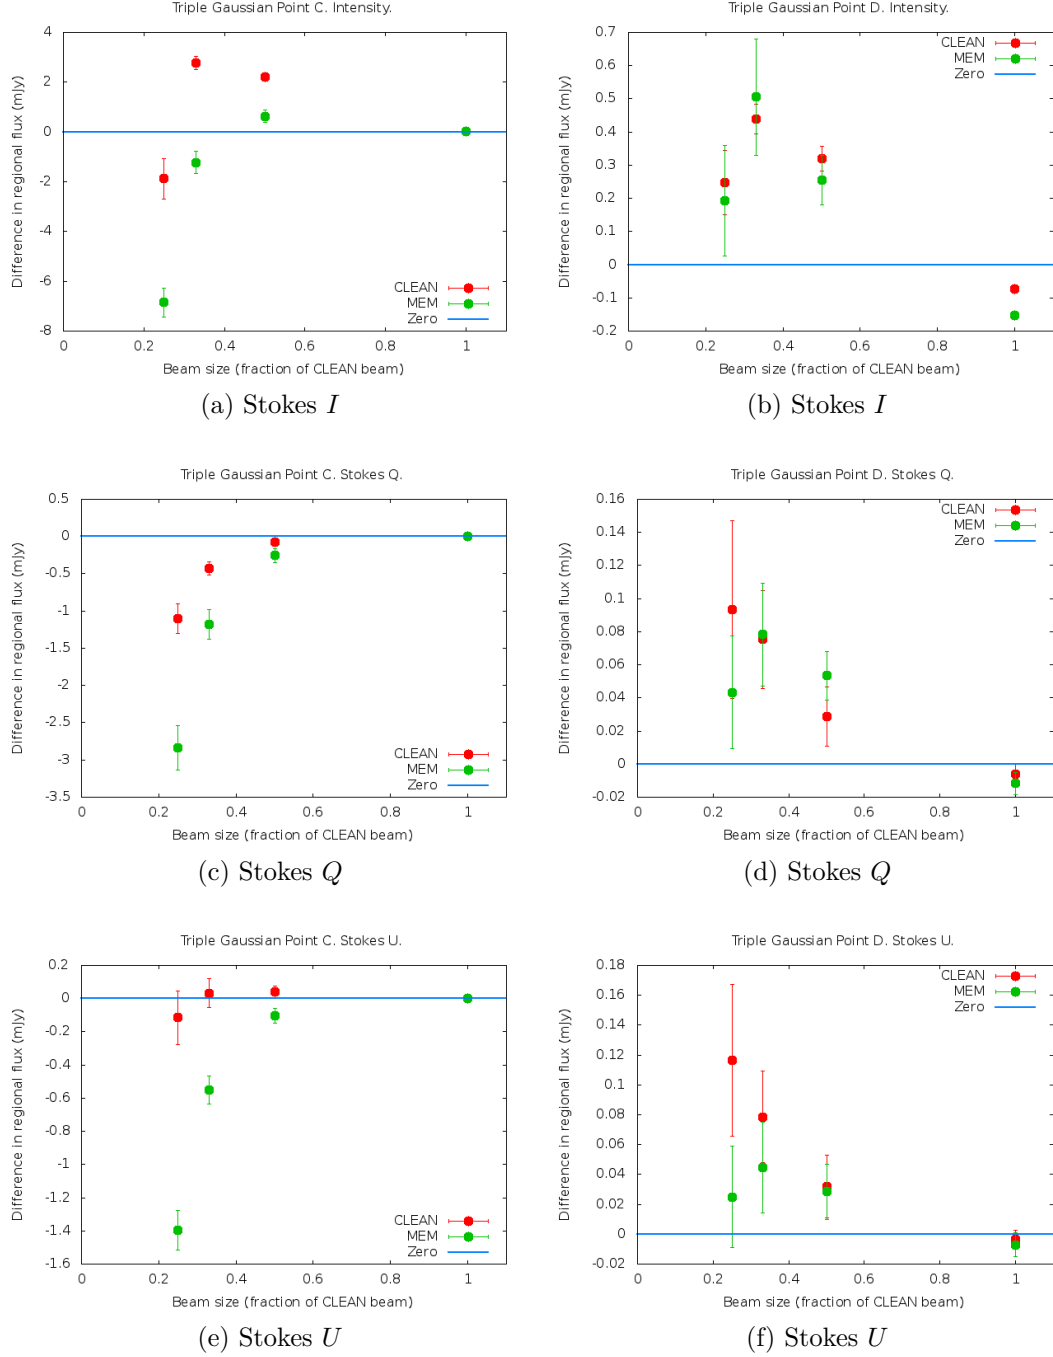 Triple Gaussian Point C. Intensity.
4
2
0
-2
-4
-6
-8
Difference in regional flux (mJy)
CLEAN
MEM
Zero
0 0.2 0.4 0.6 0.8 1
Beam size (fraction of CLEAN beam)
(a) Stokes I
Triple Gaussian Point D. Intensity.
0.7
0.6
0.5
0.4
0.3
0.2
0.1
0
-0.1
-0.2
Difference in regional flux (mJy)
CLEAN
MEM
Zero
0 0.2 0.4 0.6 0.8 1
Beam size (fraction of CLEAN beam)
(b) Stokes I
Triple Gaussian Point C. Stokes Q.
0.5
0
-0.5
-1
-1.5
-2
-2.5
-3
-3.5
Difference in regional flux (mJy)
CLEAN
MEM
Zero
0 0.2 0.4 0.6 0.8 1
Beam size (fraction of CLEAN beam)
(c) Stokes Q
Triple Gaussian Point D. Stokes Q.
0.16
0.14
0.12
0.1
0.08
0.06
0.04
0.02
0
-0.02
Difference in regional flux (mJy)
CLEAN
MEM
Zero
0 0.2 0.4 0.6 0.8 1
Beam size (fraction of CLEAN beam)
(d) Stokes Q
Triple Gaussian Point C. Stokes U.
0.2
0
-0.2
-0.4
-0.6
-0.8
-1
-1.2
-1.4
-1.6
Difference in regional flux (mJy)
CLEAN
MEM
Zero
0 0.2 0.4 0.6 0.8 1
Beam size (fraction of CLEAN beam)
(e) Stokes U
Triple Gaussian Point D. Stokes U.
0.18
0.16
0.14
0.12
0.1
0.08
0.06
0.04
0.02
0
-0.02
Difference in regional flux (mJy)
CLEAN
MEM
Zero
0 0.2 0.4 0.6 0.8 1
Beam size (fraction of CLEAN beam)
(f) Stokes U